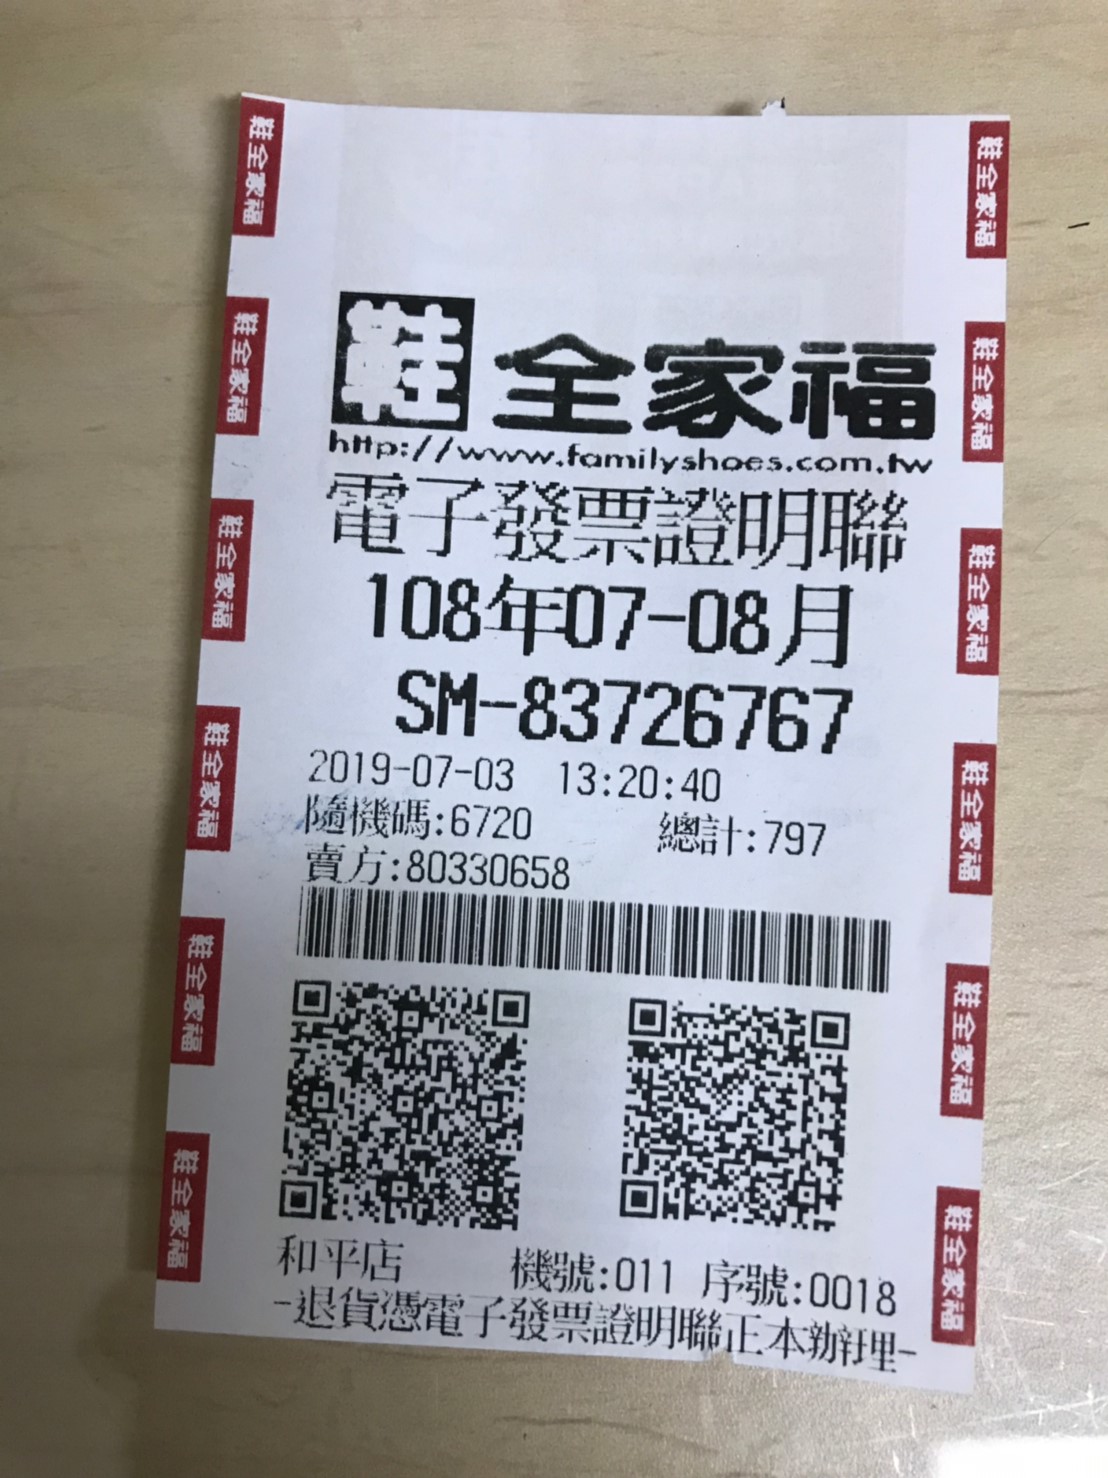 鞋全家福
http://www.familyshoes.com.tw
電子發票證明聯
108年07-08月
SM-83726767
2019-07-03 13:20:40
隨機碼:6720 總計:797
賣方:80330658
和平店 機號:011 序號:0018
-退貨憑電子發票證明聯正本辦理-
鞋全家福
鞋全家福
鞋全家福
鞋全家福
鞋全家福
鞋全家福
鞋全家福
鞋全家福
鞋全家福
鞋全家福
鞋全家福
鞋全家福